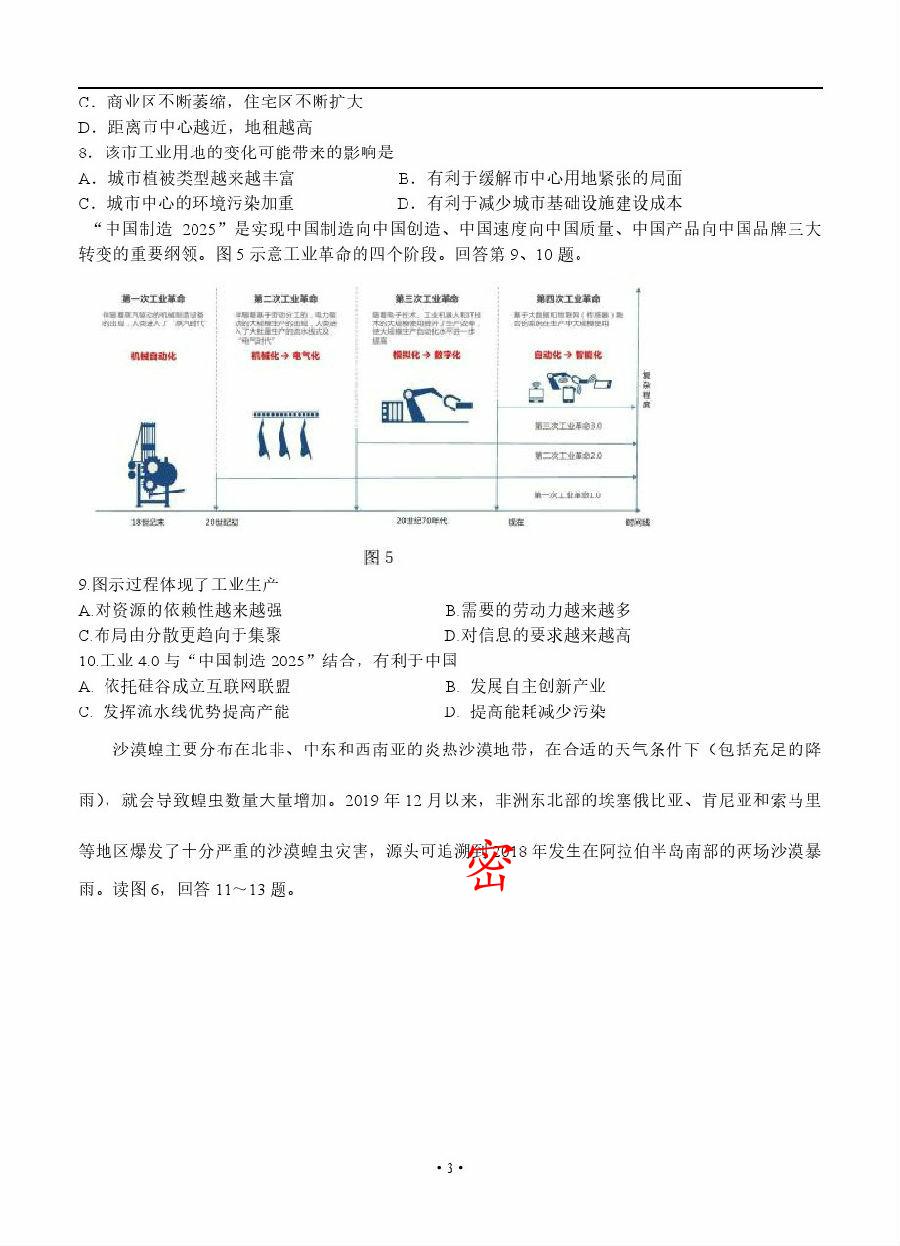 C．商业区不断萎缩，住宅区不断扩大
D．距离市中心越近，地租越高
8．该市工业用地的变化可能带来的影响是
A．城市植被类型越来越丰富 B．有利于缓解市中心用地紧张的局面
C．城市中心的环境污染加重 D．有利于减少城市基础设施建设成本
“中国制造 2025”是实现中国制造向中国创造、中国速度向中国质量、中国产品向中国品牌三大
转变的重要纲领。图 5 示意工业革命的四个阶段。回答第 9、10 题。
第一次工业革命 第二次工业革命 第三次工业革命 第四次工业革命
机械自动化 机械化→电气化 模拟化→数字化 自动化→智能化
复杂程度
第三次工业革命3.0
第二次工业革命2.0
第一次工业革命1.0
18世纪末 20世纪初 20世纪70年代 现在 时间线
图 5
9.图示过程体现了工业生产
A.对资源的依赖性越来越强 B.需要的劳动力越来越多
C.布局由分散更趋向于集聚 D.对信息的要求越来越高
10.工业 4.0 与“中国制造 2025”结合，有利于中国
A. 依托硅谷成立互联网联盟 B. 发展自主创新产业
C. 发挥流水线优势提高产能 D. 提高能耗减少污染
沙漠蝗主要分布在北非、中东和西南亚的炎热沙漠地带，在合适的天气条件下（包括充足的降
雨），就会导致蝗虫数量大量增加。2019 年 12 月以来，非洲东北部的埃塞俄比亚、肯尼亚和索马里
等地区爆发了十分严重的沙漠蝗虫灾害，源头可追溯到 2018 年发生在阿拉伯半岛南部的两场沙漠暴
密
雨。读图 6，回答 11～13 题。
·3·